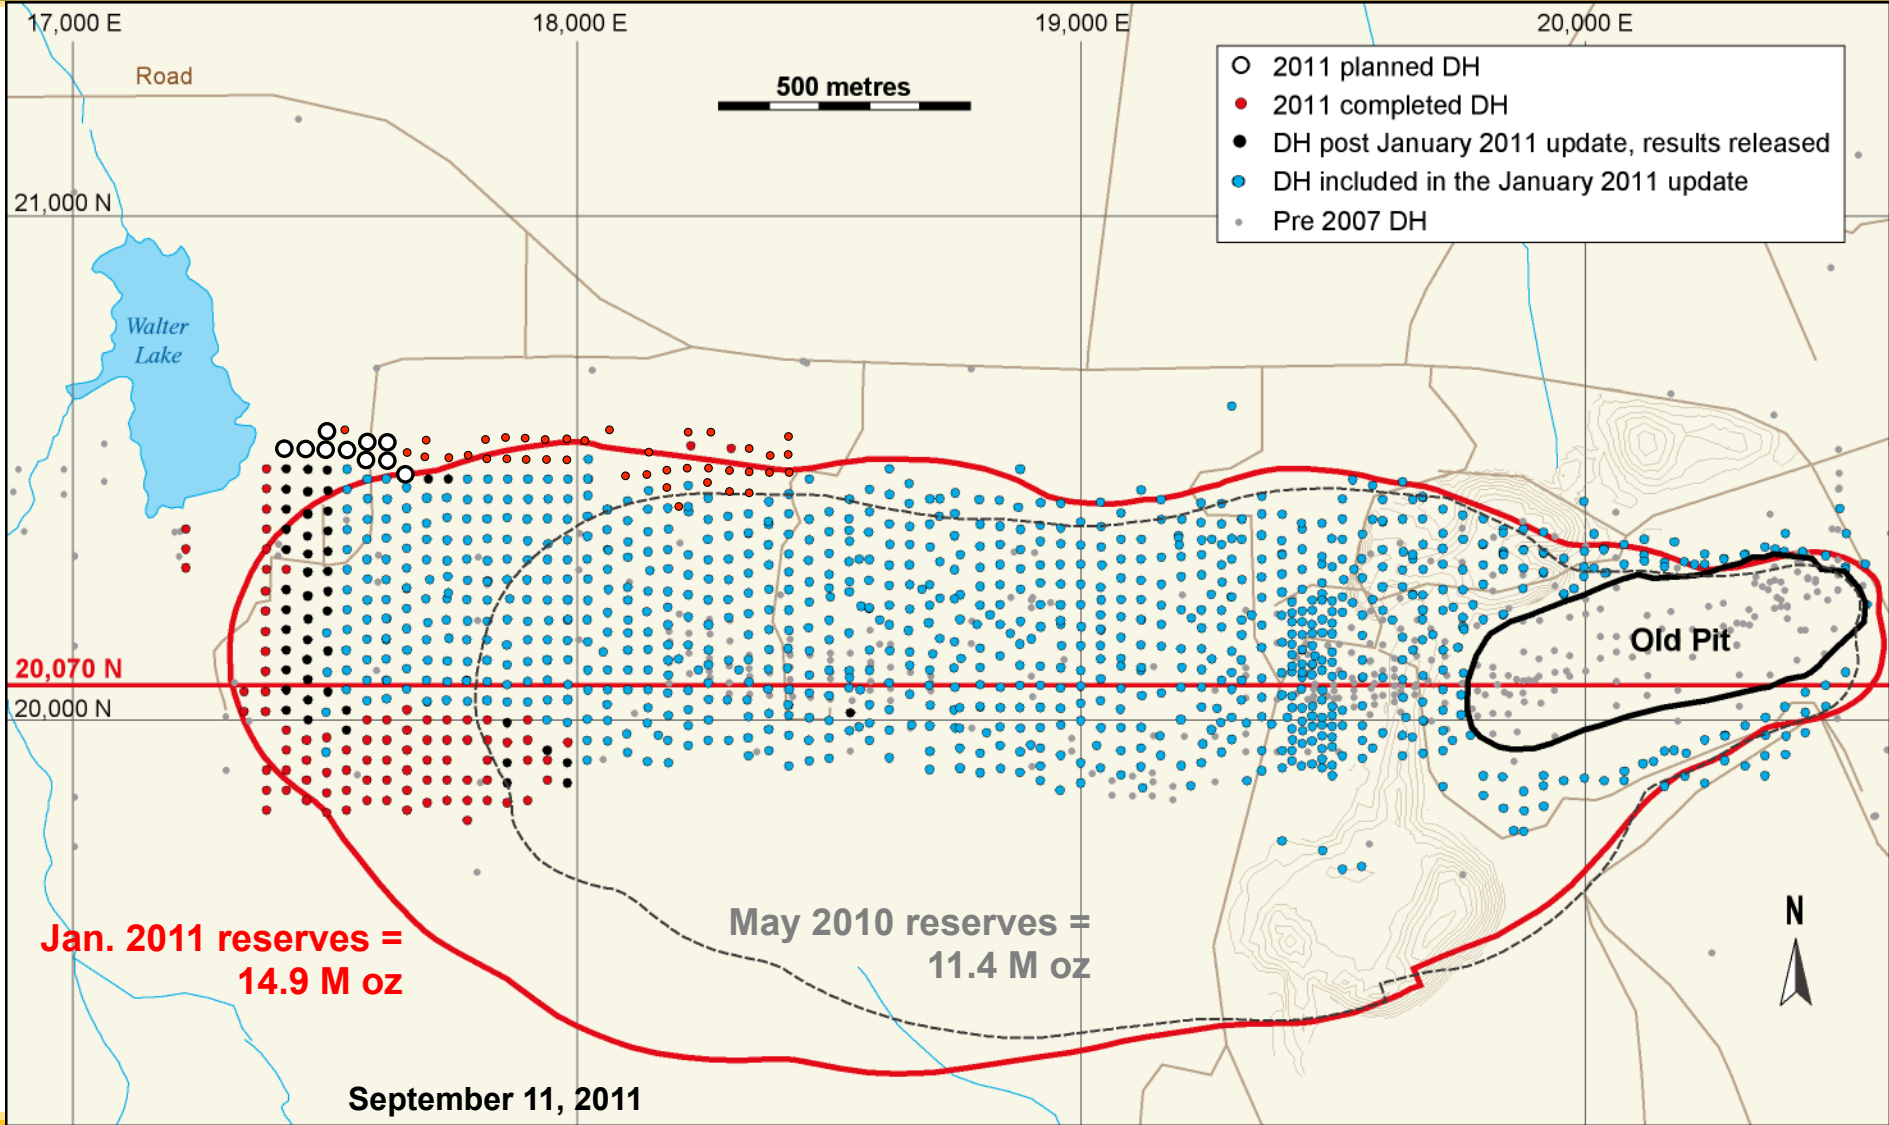 17,000 E
18,000 E
19,000 E
20,000 E
Road
500 metres
2011 planned DH
2011 completed DH
DH post January 2011 update, results released
DH included in the January 2011 update
Pre 2007 DH
21,000 N
Walter
Lake
Old Pit
20,070 N
20,000 N
May 2010 reserves =
11.4 M oz
Jan. 2011 reserves =
14.9 M oz
N
September 11, 2011